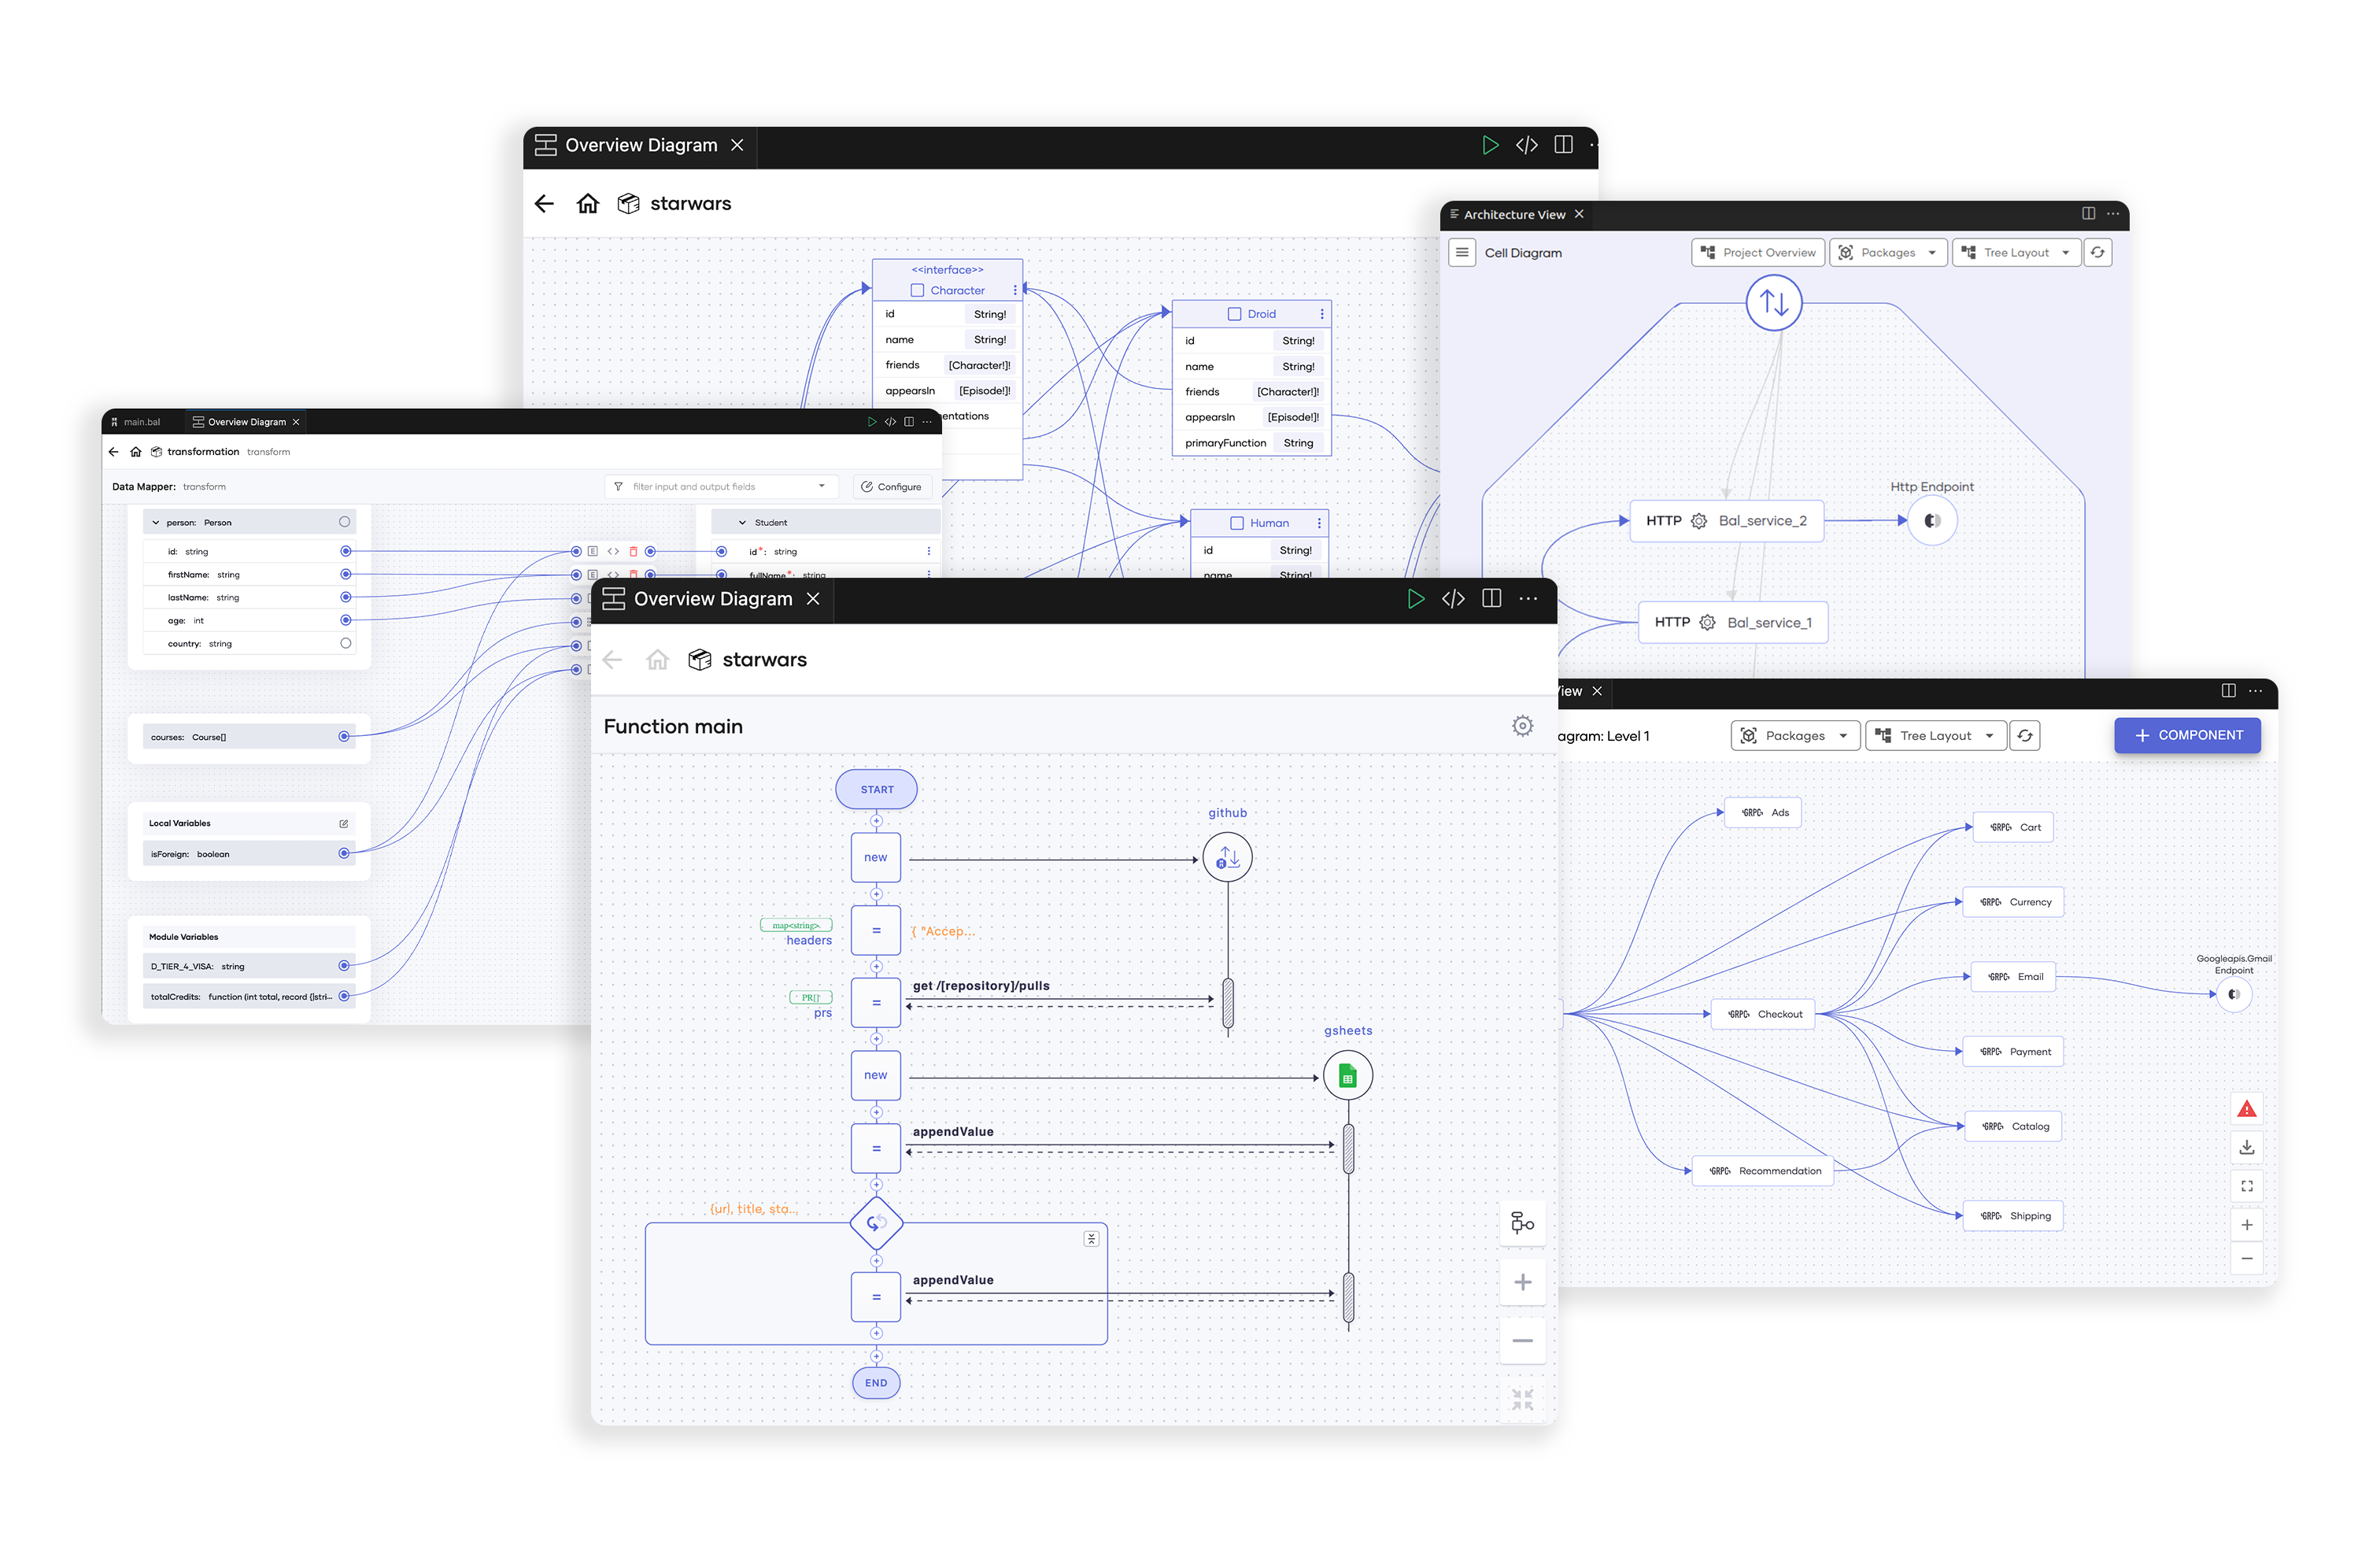 Overview Diagram
starwars
<<interface>>
Character
id String!
name String!
friends [Character!]!
appearsIn [Episode!]!
entations
Droid
id String!
name String!
friends [Character!]!
appearsIn [Episode!]!
primaryFunction String
Human
id String!
name String!
Architecture View
Cell Diagram
Project Overview
Packages
Tree Layout
Http Endpoint
HTTP Bal_service_2
HTTP Bal_service_1
main.bal
Overview Diagram
transformation transform
Data Mapper: transform
filter input and output fields
Configure
person: Person
id: string
firstName: string
lastName: string
age: int
country: string
courses: Course[]
Local Variables
isForeign: boolean
Module Variables
D_TIER_4_VISA: string
totalCredits: function (int total, record {|stri...
Student
id*: string
fullName*: string
Overview Diagram
starwars
Function main
START
new
github
map<string>
headers
=
{ "Accep...
PR[]
prs
=
get /[repository]/pulls
new
gsheets
=
appendValue
{url, title, sta...
=
appendValue
END
View
agram: Level 1
Packages
Tree Layout
+ COMPONENT
gRPC Ads
gRPC Cart
gRPC Currency
gRPC Email
Googleapis.Gmail
Endpoint
gRPC Checkout
gRPC Payment
gRPC Catalog
gRPC Recommendation
gRPC Shipping